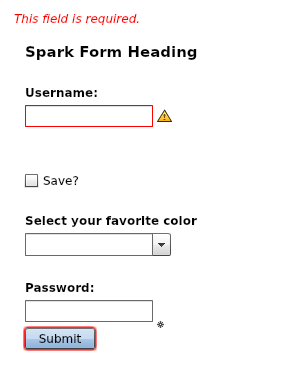 This field is required.
Spark Form Heading
Username:
Save?
Select your favorite color
Password:
Submit